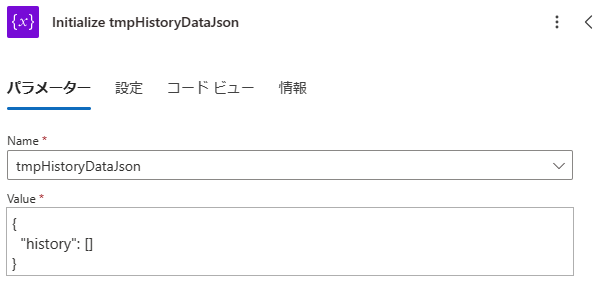 {x} Initialize tmpHistoryDataJson
パラメーター 設定 コード ビュー 情報
Name *
tmpHistoryDataJson
Value *
{
  "history": []
}